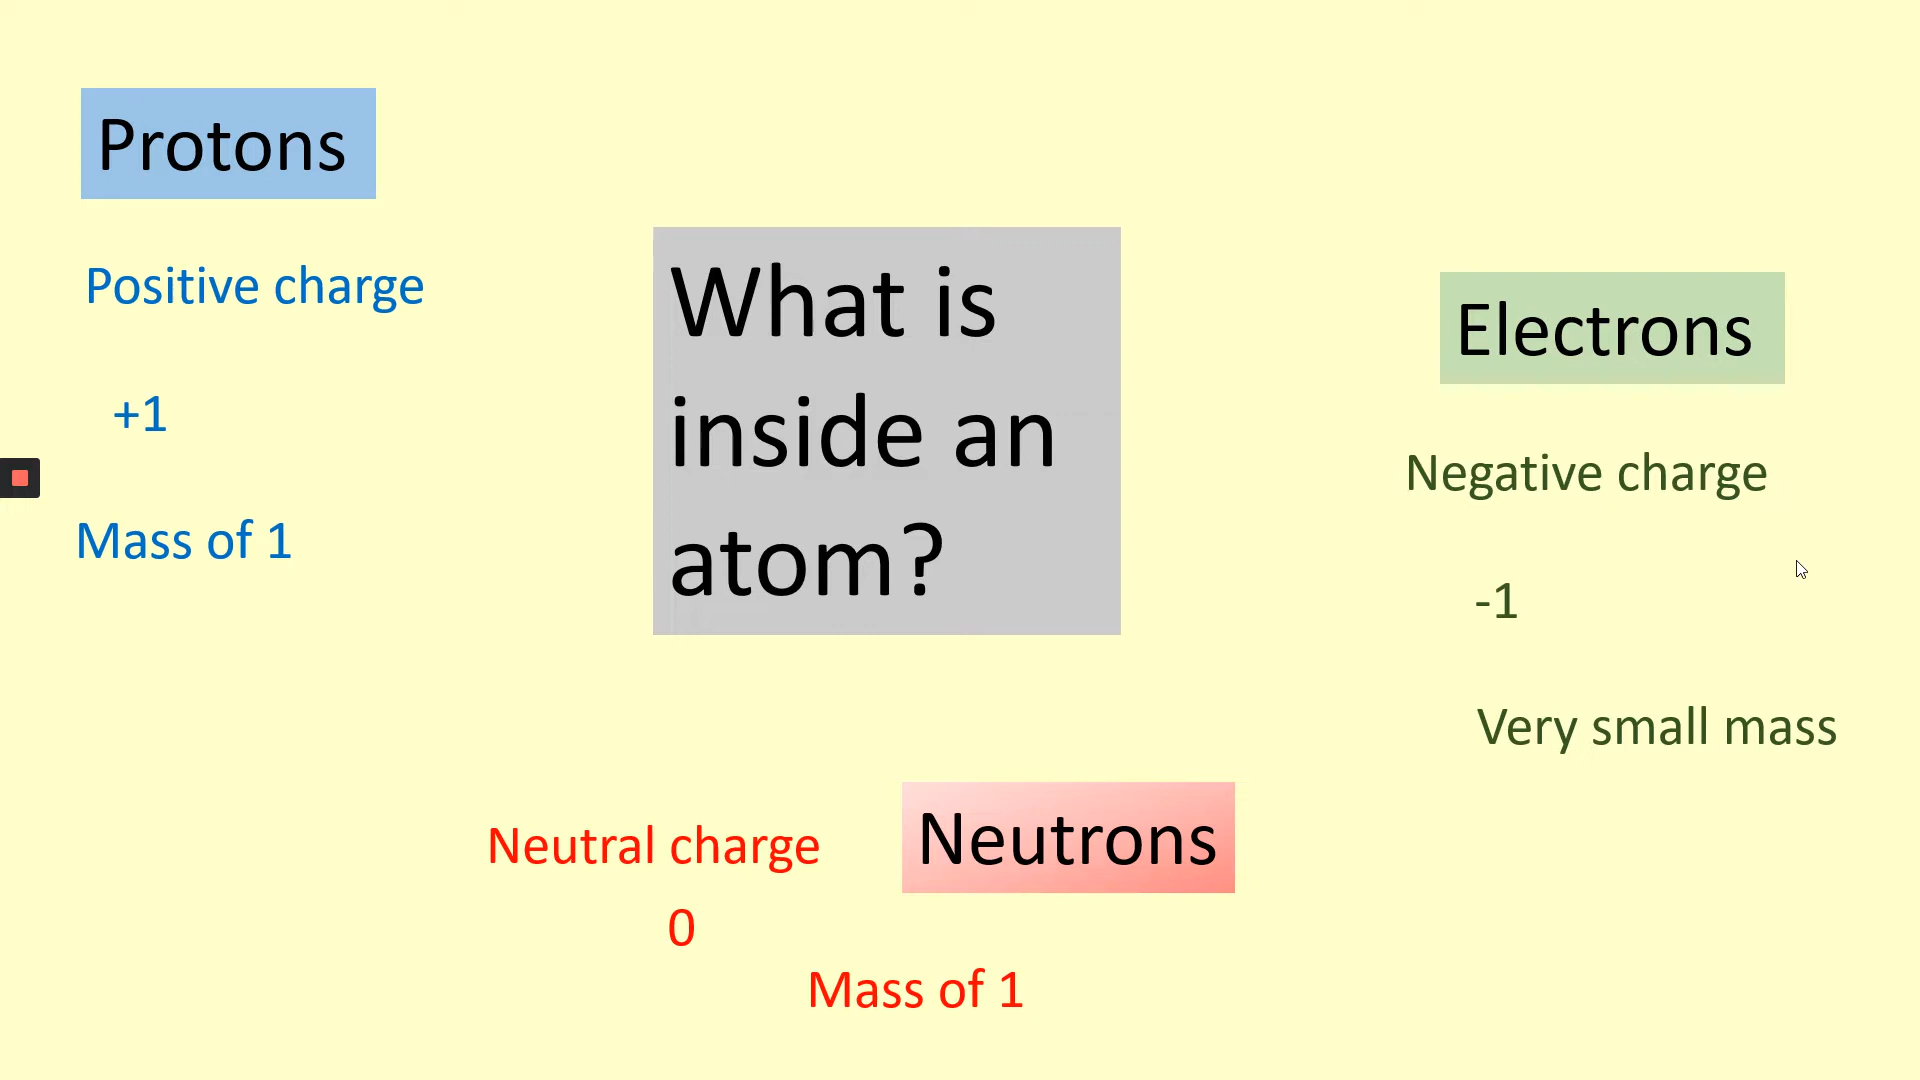 Protons
Positive charge
+1
Mass of 1
What is
inside an
atom?
Electrons
Negative charge
-1
Very small mass
Neutrons
Neutral charge
0
Mass of 1